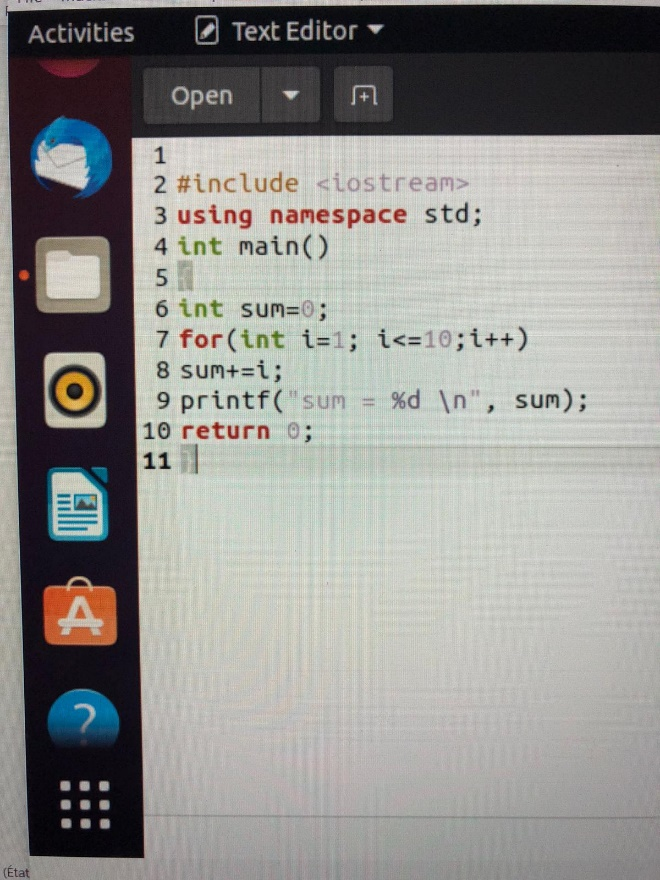 Activities Text Editor
Open
1
2 #include <iostream>
3 using namespace std;
4 int main()
5 {
6 int sum=0;
7 for(int i=1; i<=10;i++)
8 sum+=i;
9 printf("sum = %d \n", sum);
10 return 0;
11 }
(État